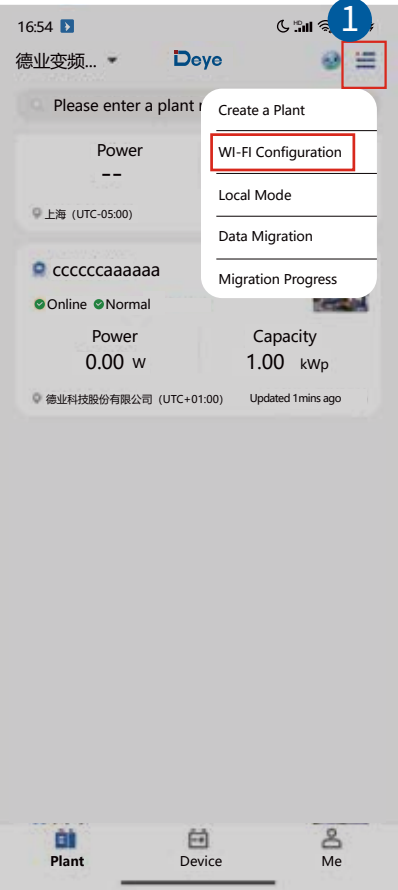 16:54
1
德业变频...
Deye
Please enter a plant
Create a Plant
WI-FI Configuration
Local Mode
Data Migration
Migration Progress
Power
--
上海 (UTC-05:00)
ccccccaaaaaa
Online Normal
Power
0.00 W
Capacity
1.00 kWp
德业科技股份有限公司 (UTC+01:00)
Updated 1mins ago
Plant
Device
Me